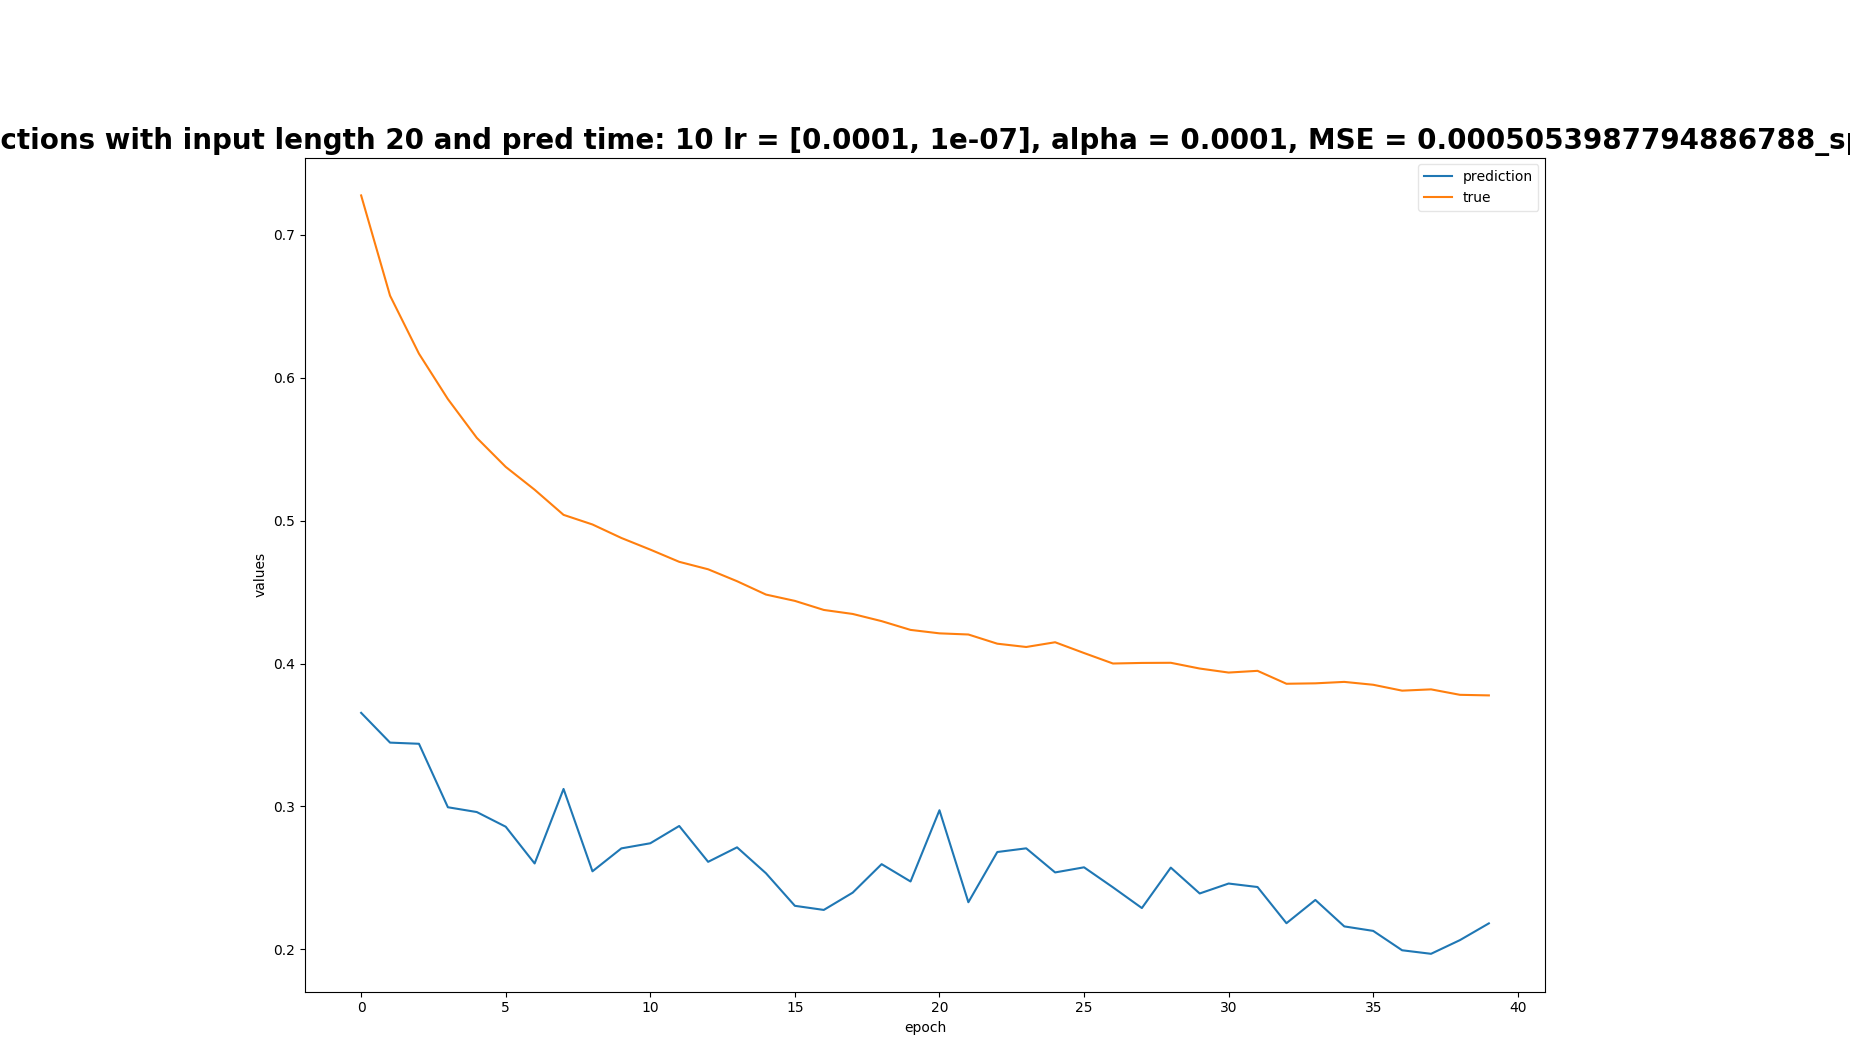 ctions with input length 20 and pred time: 10 lr = [0.0001, 1e-07], alpha = 0.0001, MSE = 0.0005053987794886788_sp
prediction
true
0.7
0.6
0.5
0.4
0.3
0.2
values
0 5 10 15 20 25 30 35 40
epoch